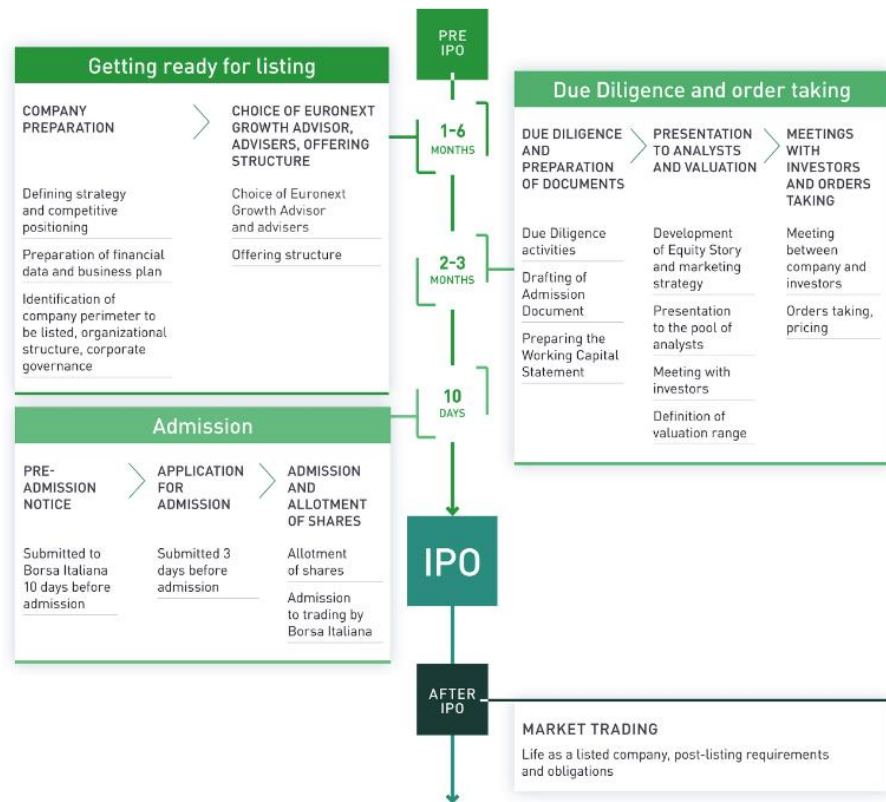 PRE
IPO
Getting ready for listing
COMPANY
PREPARATION
Defining strategy
and competitive
positioning
Preparation of financial
data and business plan
Identification of
company perimeter to
be listed, organizational
structure, corporate
governance
CHOICE OF EURONEXT
GROWTH ADVISOR,
ADVISERS, OFFERING
STRUCTURE
Choice of Euronext
Growth Advisor
and advisers
Offering structure
1-6
MONTHS
Due Diligence and order taking
DUE DILIGENCE
AND
PREPARATION
OF DOCUMENTS
Due Diligence
activities
Drafting of
Admission
Document
Preparing the
Working Capital
Statement
PRESENTATION
TO ANALYSTS
AND VALUATION
Development
of Equity Story
and marketing
strategy
Presentation
to the pool of
analysts
Meeting with
investors
Definition of
valuation range
MEETINGS
WITH
INVESTORS
AND ORDERS
TAKING
Meeting
between
company and
investors
Orders taking,
pricing
2-3
MONTHS
10
DAYS
Admission
PRE-
ADMISSION
NOTICE
Submitted to
Borsa Italiana
10 days before
admission
APPLICATION
FOR
ADMISSION
Submitted 3
days before
admission
ADMISSION
AND
ALLOTMENT
OF SHARES
Allotment
of shares
Admission
to trading by
Borsa Italiana
IPO
AFTER
IPO
MARKET TRADING
Life as a listed company, post-listing requirements
and obligations